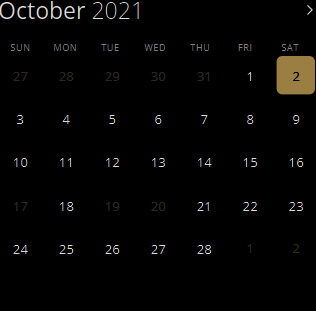 October 2021 >
SUN MON TUE WED THU FRI SAT
27 28 29 30 31 1 2
3 4 5 6 7 8 9
10 11 12 13 14 15 16
17 18 19 20 21 22 23
24 25 26 27 28 1 2